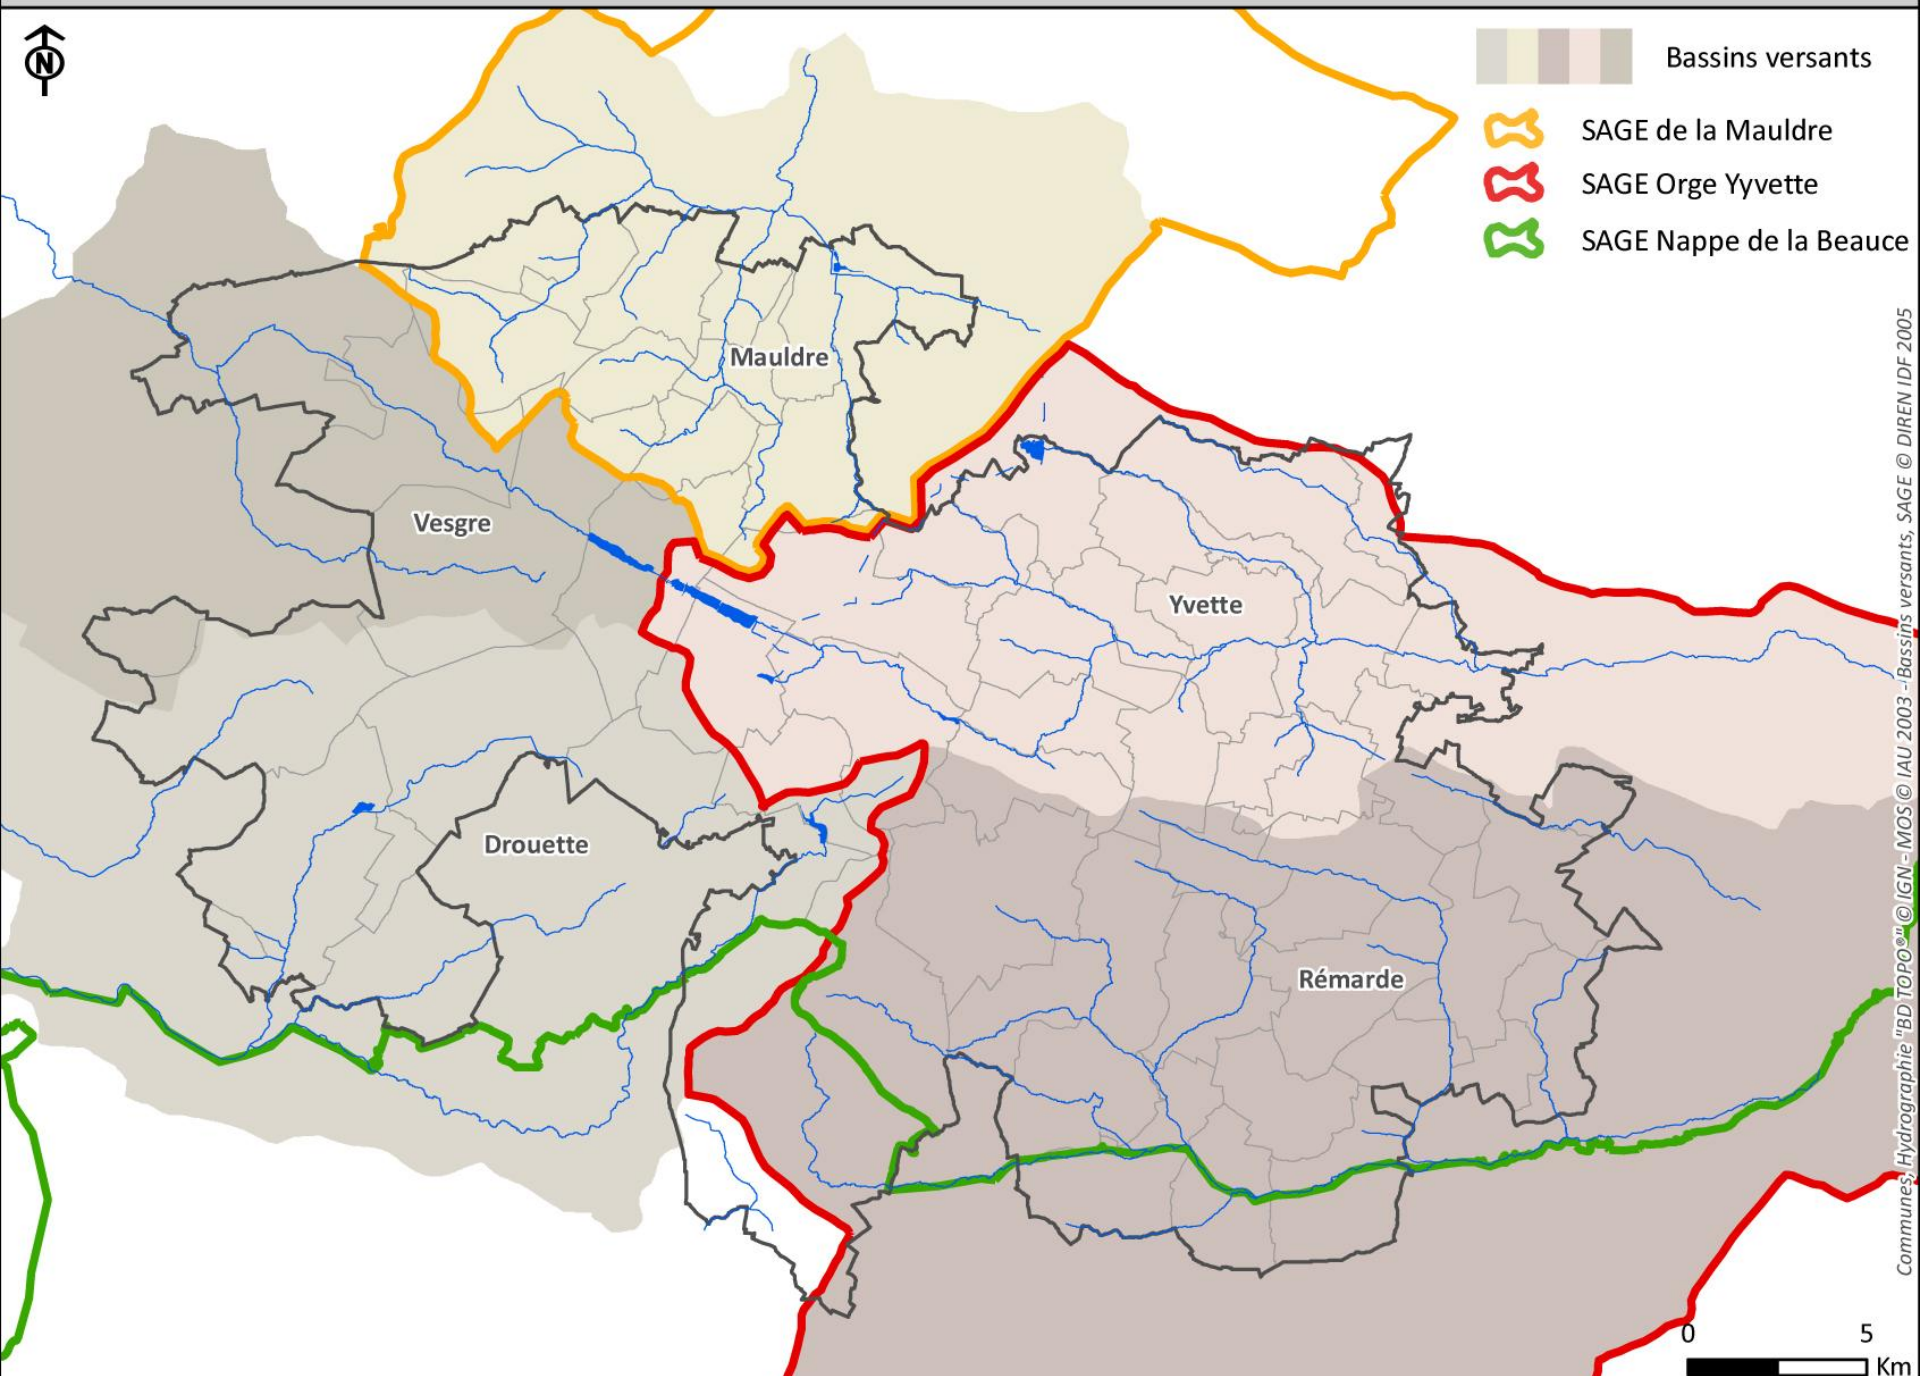 N
Bassins versants
SAGE de la Mauldre
SAGE Orge Yyvette
SAGE Nappe de la Beauce
Mauldre
Vesgre
Yvette
Drouette
Rémarde
Communes, Hydrographie "BD TOPO®" © IGN - MOS © IAU 2003 - Bassins versants, SAGE © DIREN IDF 2005
0 5
Km